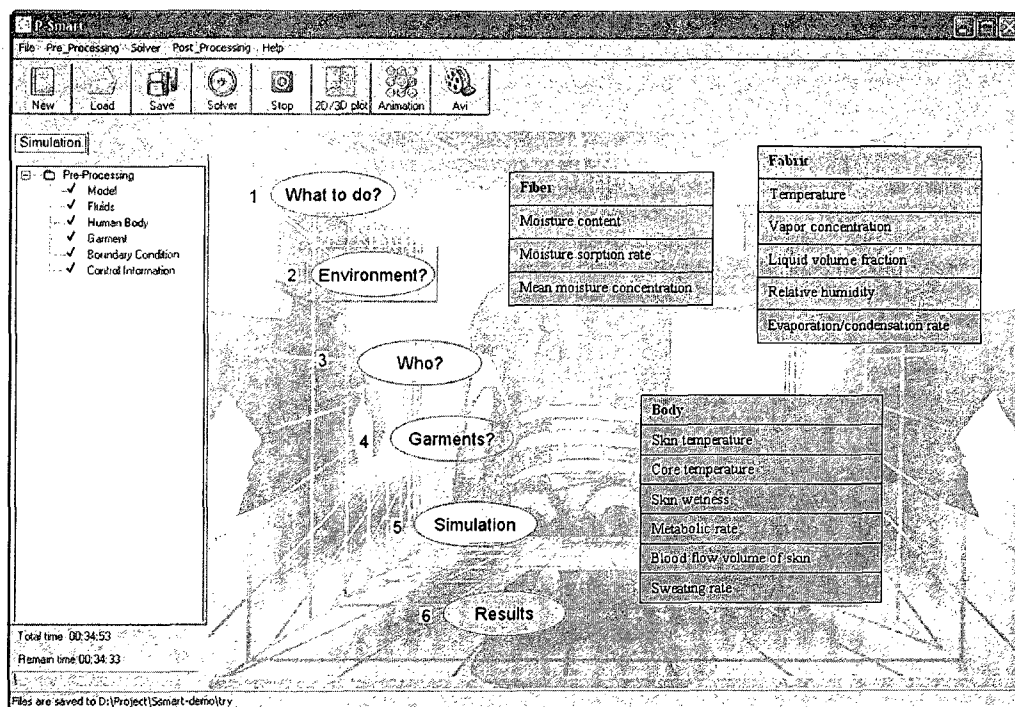 P-Smart
File Pre_Processing Solver Post_Processing Help
New Load Save Solver Stop 2D/3D plot Animation Avi
Simulation
Pre-Processing
Model
Fluids
Human Body
Garment
Boundary Condition
Control Information
1 What to do?
2 Environment?
3 Who?
4 Garments?
5 Simulation
6 Results
Fiber
Moisture content
Moisture sorption rate
Mean moisture concentration
Fabric
Temperature
Vapor concentration
Liquid volume fraction
Relative humidity
Evaporation/condensation rate
Body
Skin temperature
Core temperature
Skin wetness
Metabolic rate
Blood flow volume of skin
Sweating rate
Total time 00:34:53
Remain time:00:34:33
Files are saved to D:\Project\Ssmart-demo\try